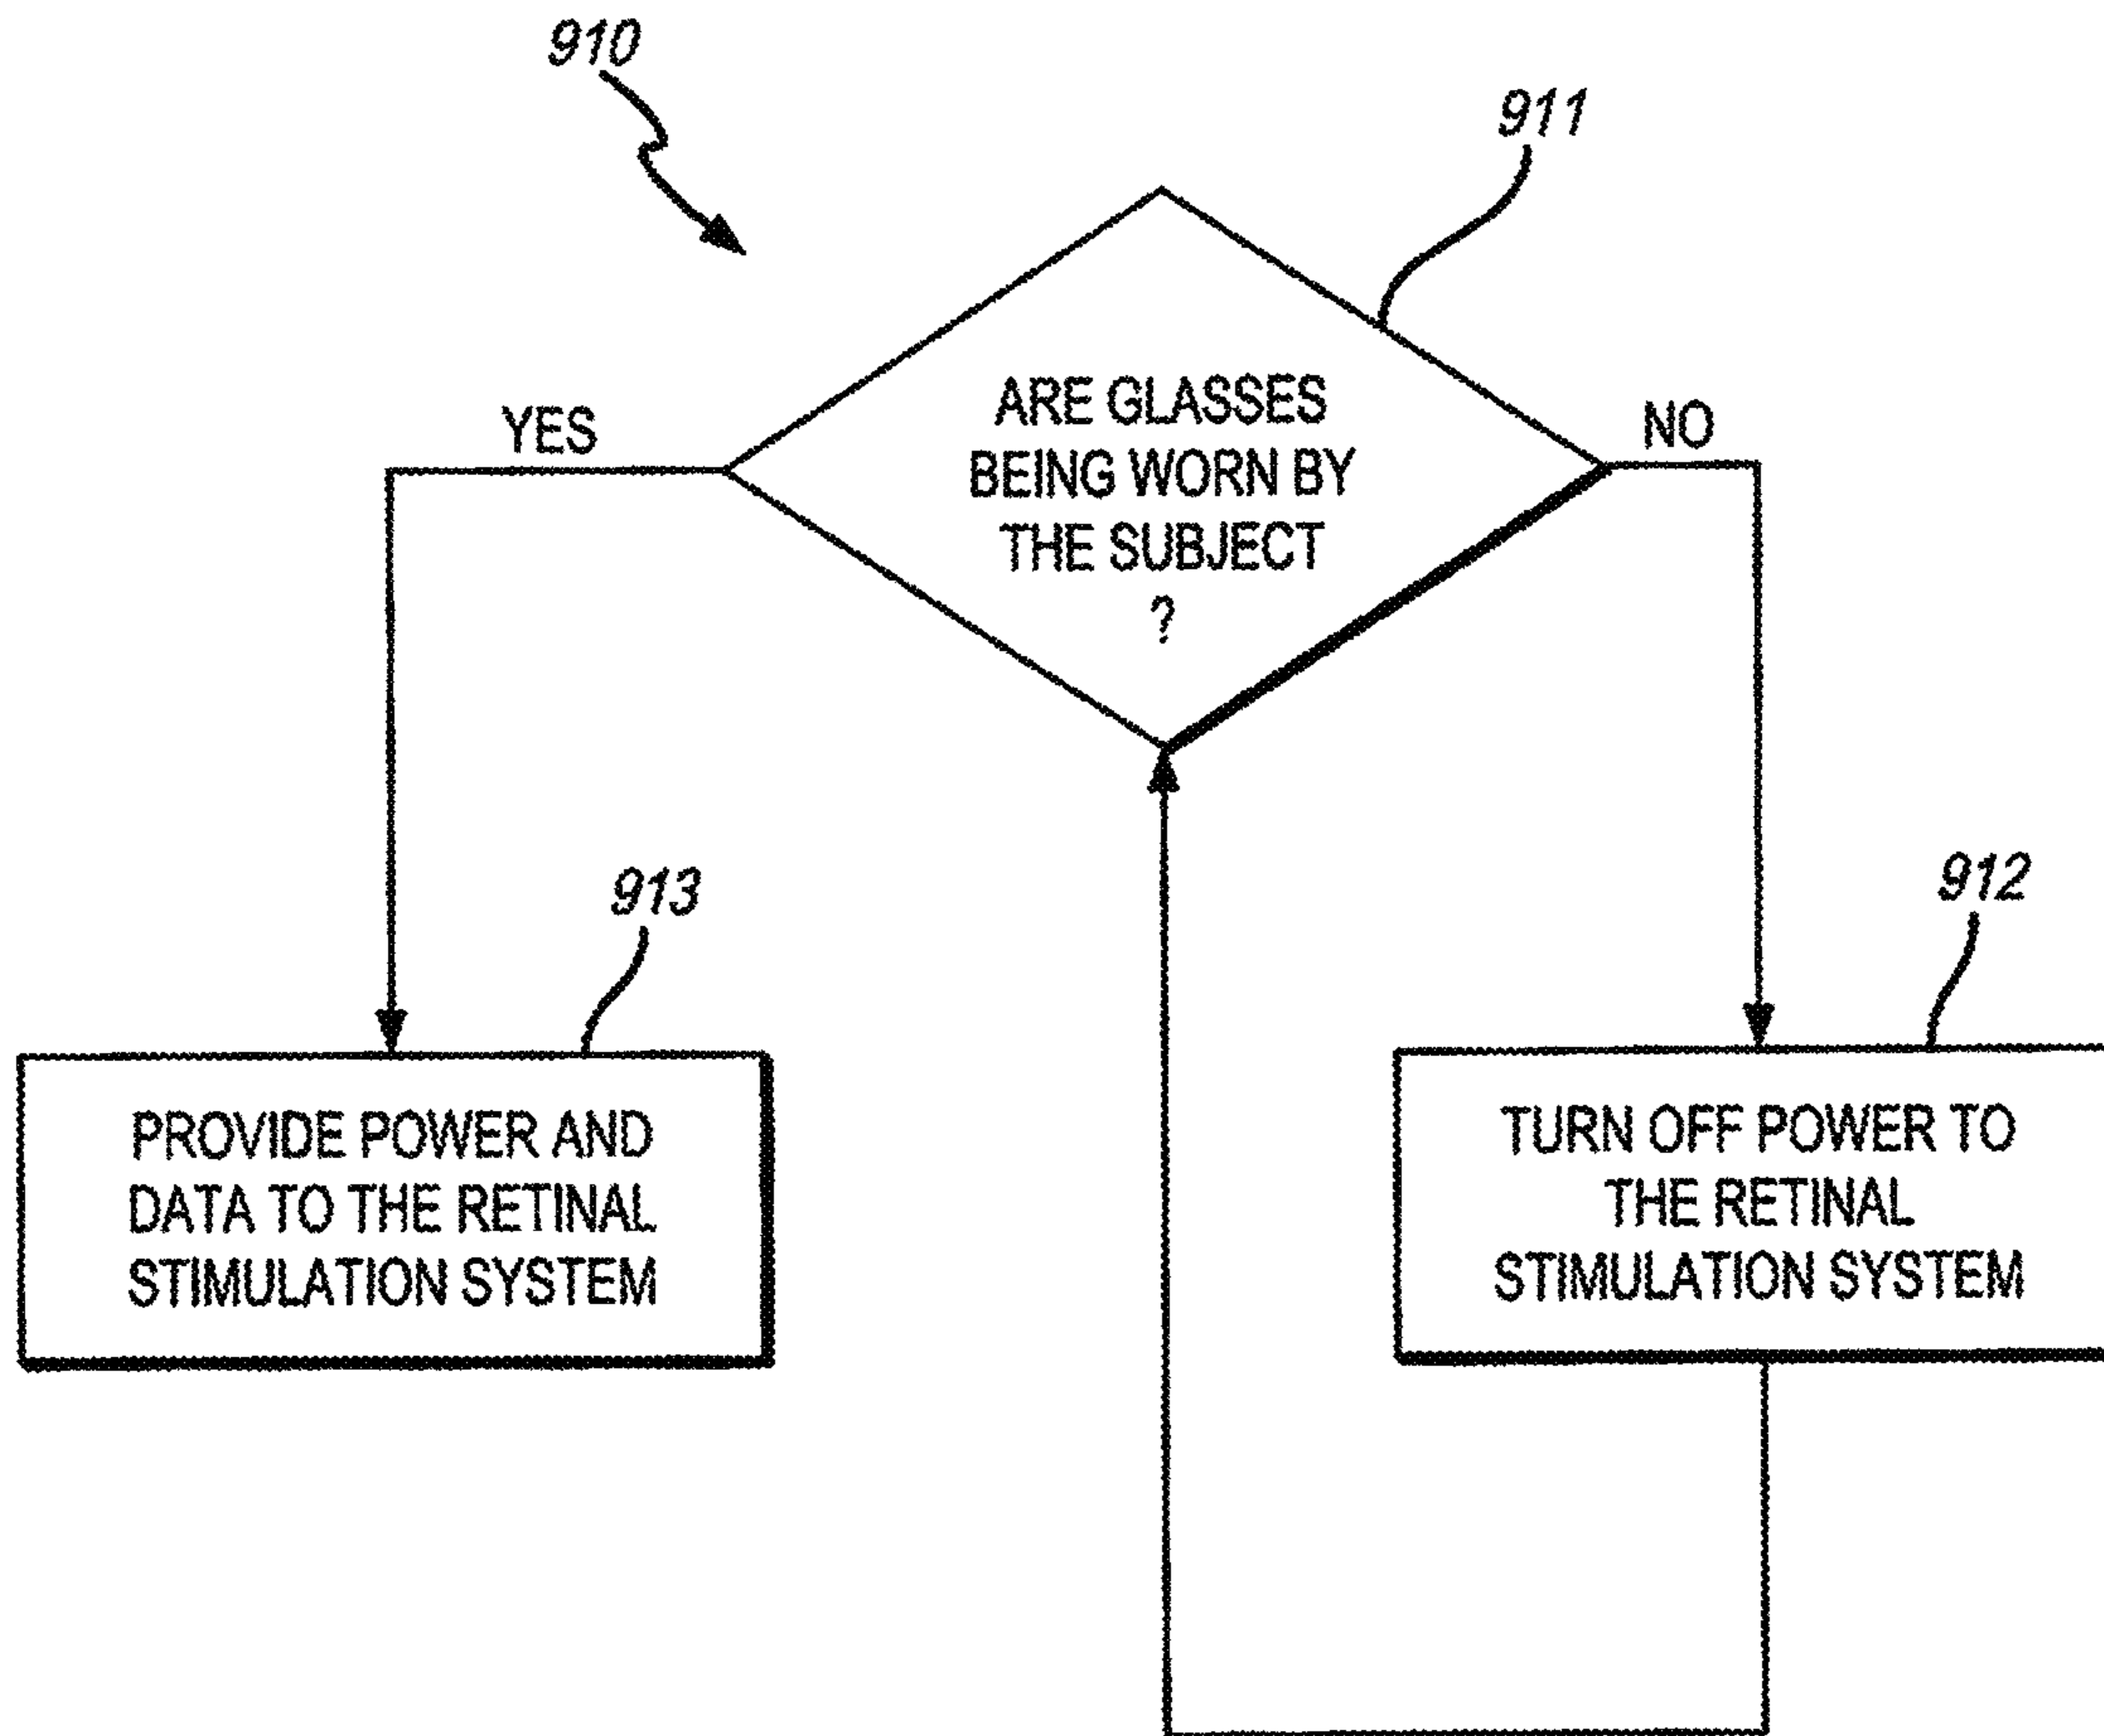 910
911
ARE GLASSES
BEING WORN BY
THE SUBJECT
?
YES
NO
913
912
PROVIDE POWER AND
DATA TO THE RETINAL
STIMULATION SYSTEM
TURN OFF POWER TO
THE RETINAL
STIMULATION SYSTEM